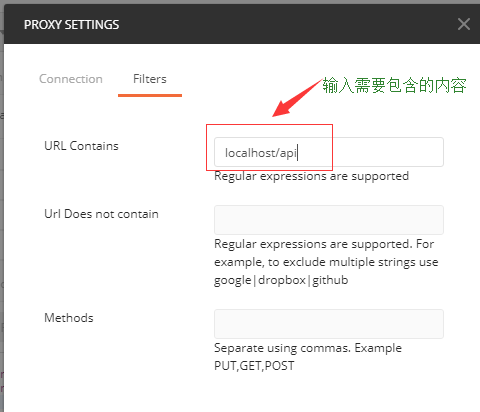 PROXY SETTINGS
Connection
Filters
输入需要包含的内容
URL Contains
localhost/api
Regular expressions are supported
Url Does not contain
Regular expressions are supported. For
example, to exclude multiple strings use
google|dropbox|github
Methods
Separate using commas. Example
PUT,GET,POST